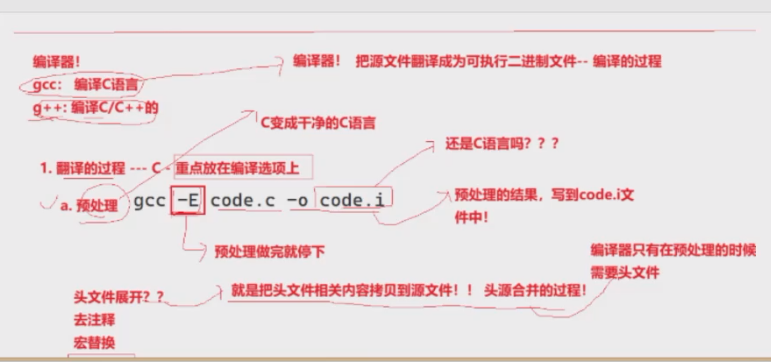 编译器！
gcc： 编译C语言
g++: 编译C/C++的
编译器！ 把源文件翻译成为可执行二进制文件-- 编译的过程
C变成干净的C语言
还是C语言吗？？？
1. 翻译的过程 --- C - 重点放在编译选项上
a. 预处理 gcc -E code.c -o code.i
预处理的结果，写到code.i文
件中！
预处理做完就停下
编译器只有在预处理的时候
需要头文件
头文件展开？？
就是把头文件相关内容拷贝到源文件！！ 头源合并的过程！
去注释
宏替换